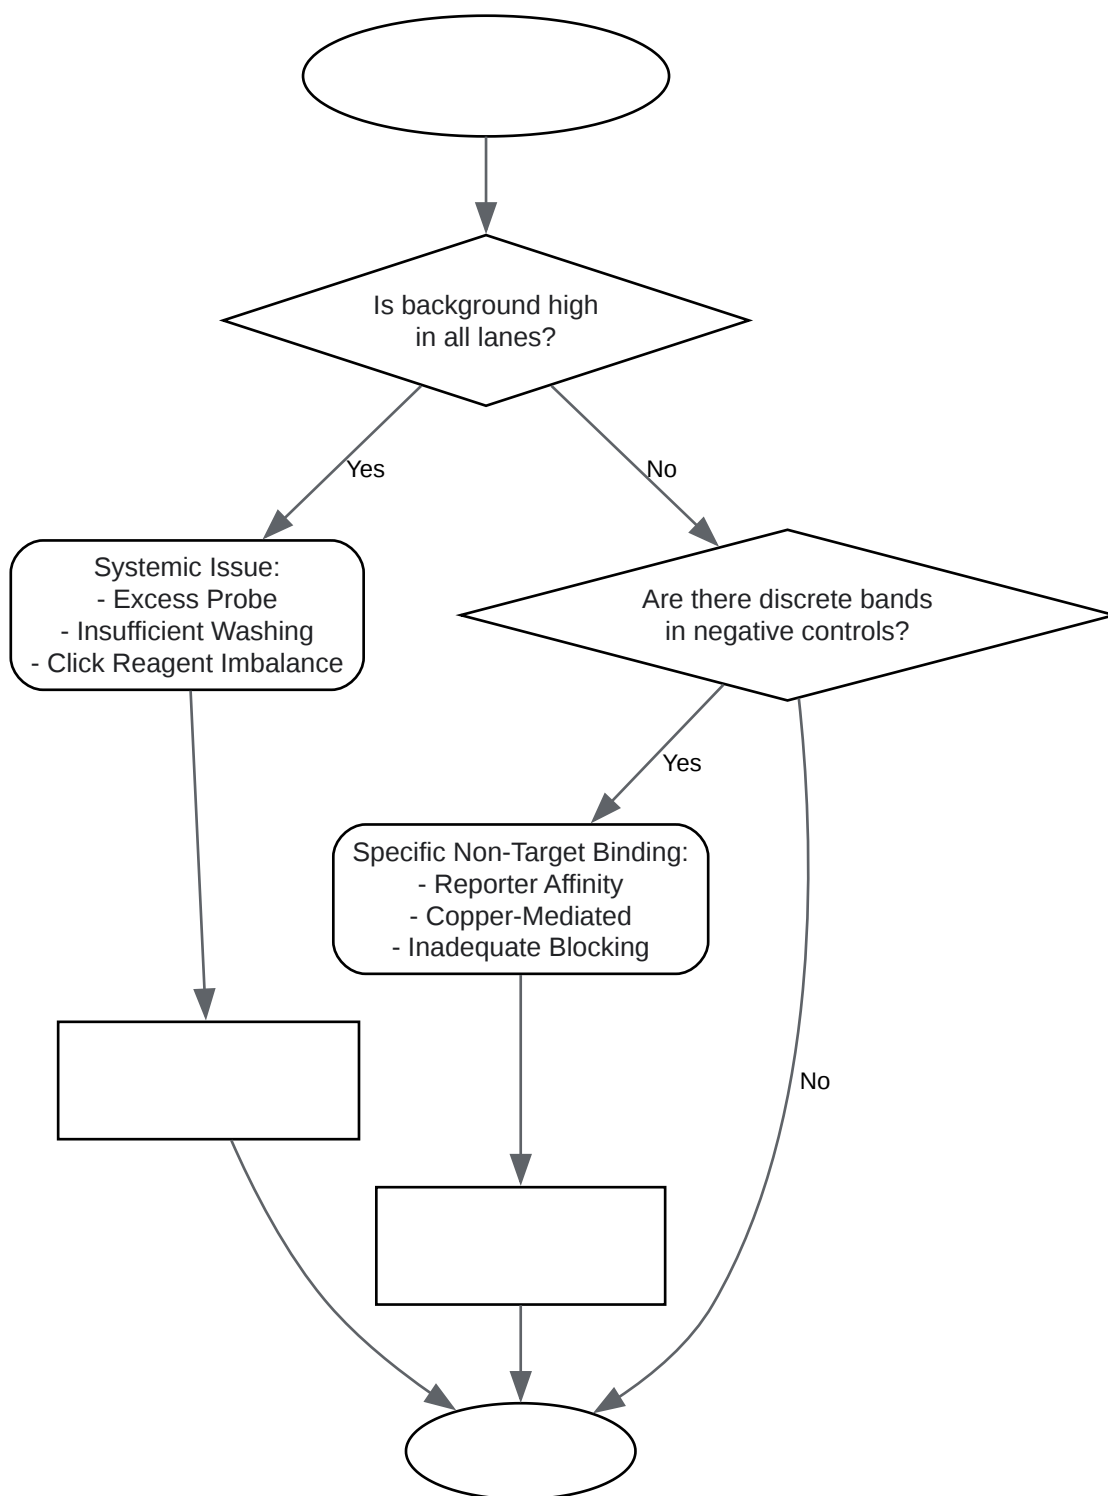 Is background high
in all lanes?
Yes
No
Systemic Issue:
- Excess Probe
- Insufficient Washing
- Click Reagent Imbalance
Are there discrete bands
in negative controls?
Yes
Specific Non-Target Binding:
- Reporter Affinity
- Copper-Mediated
- Inadequate Blocking
No